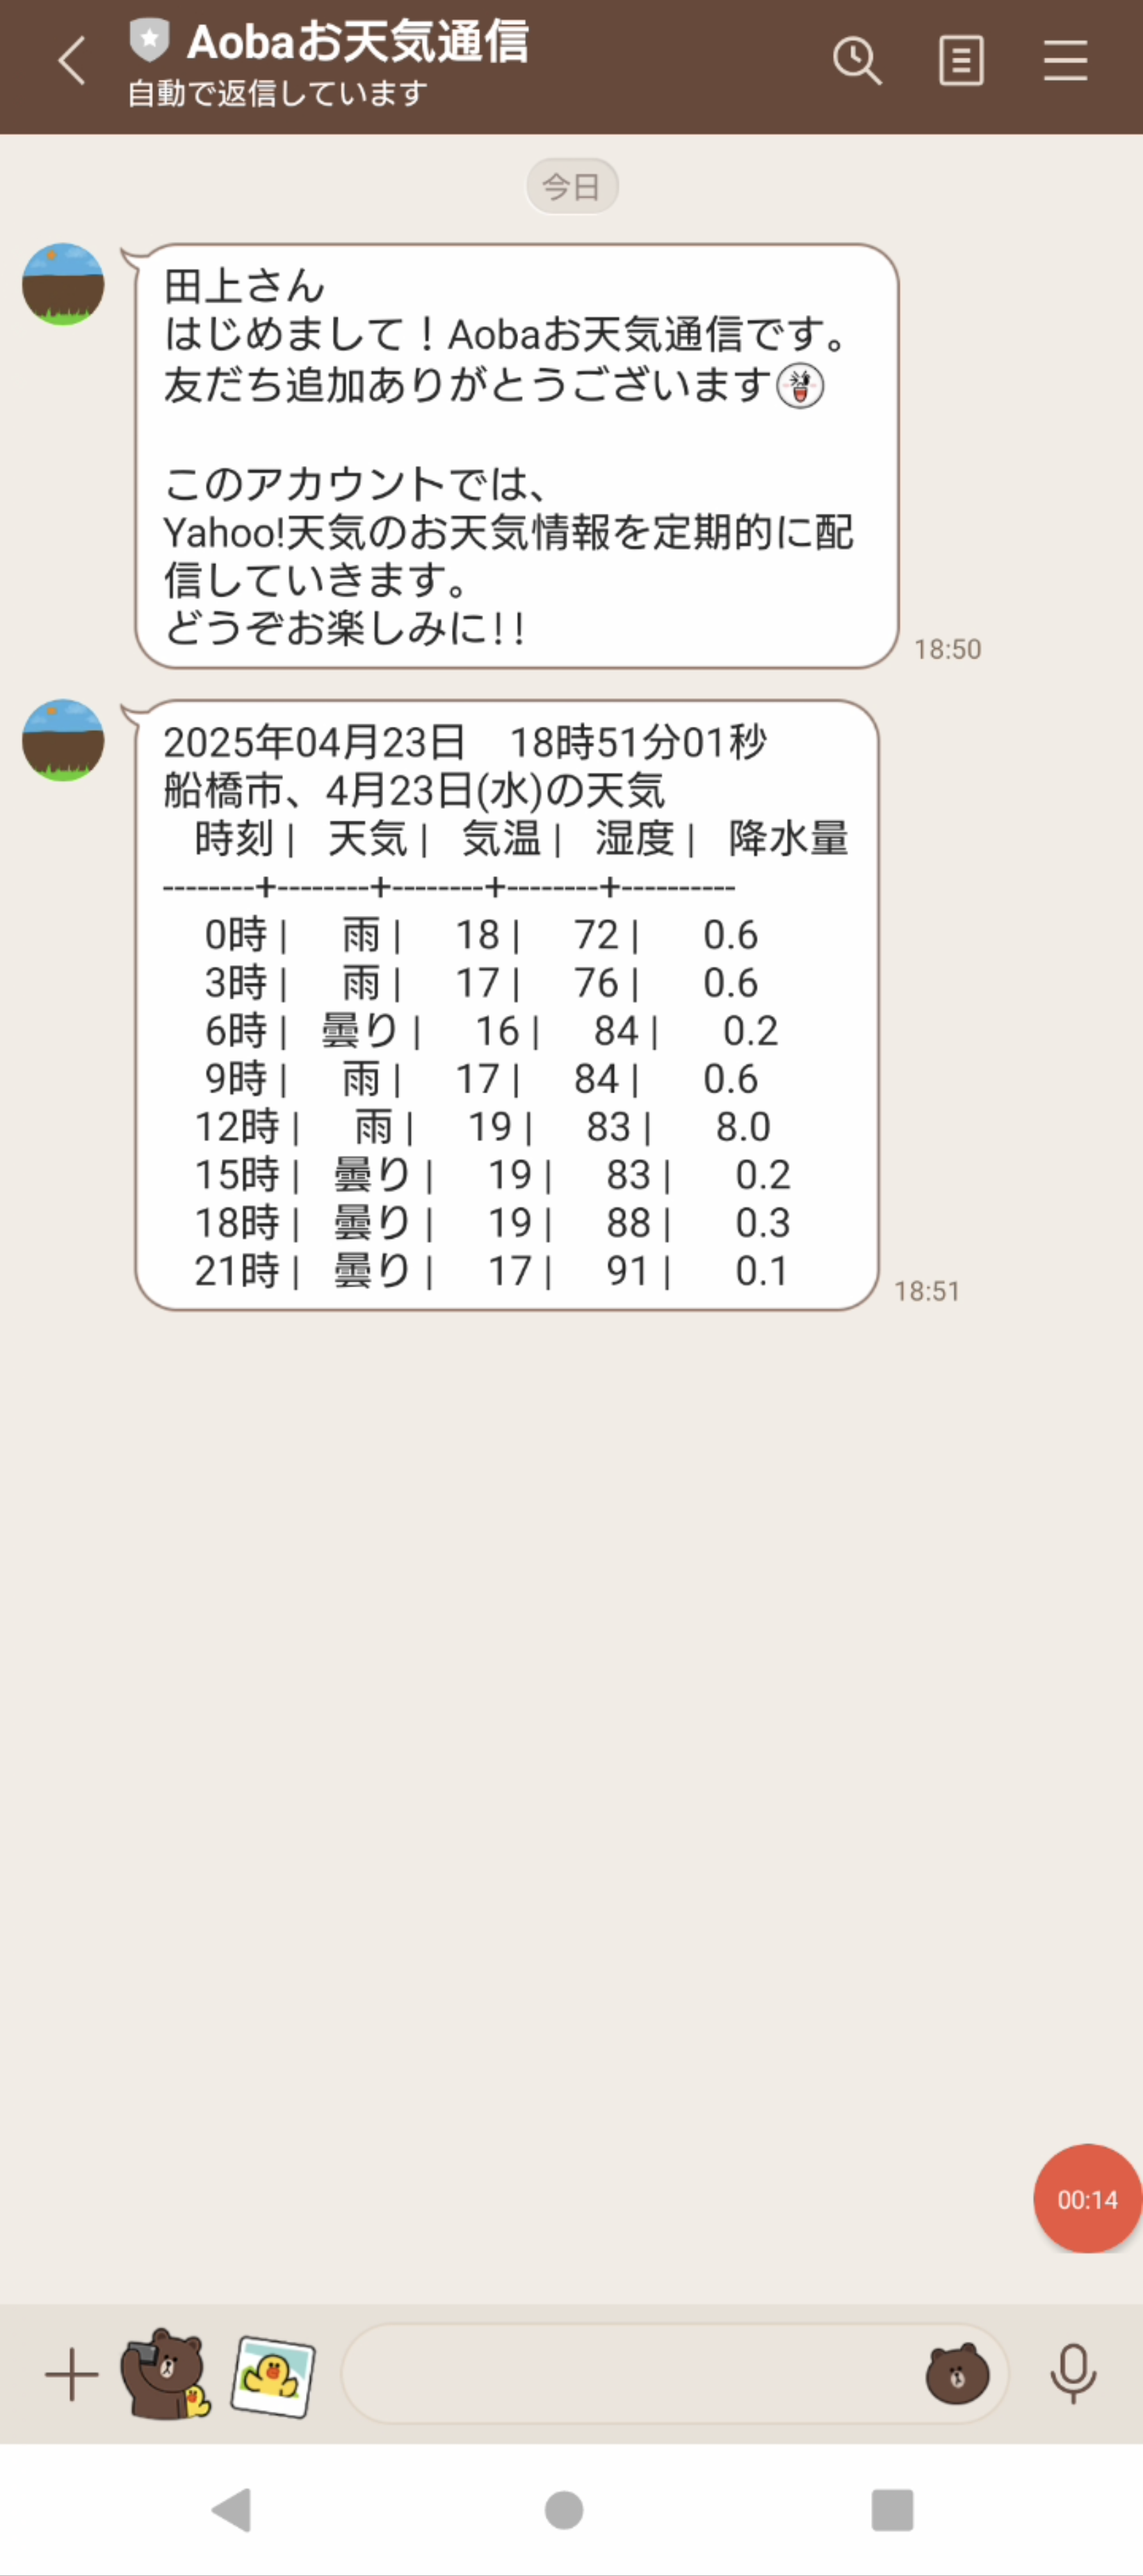 Aobaお天気通信
自動で返信しています
今日
田上さん
はじめまして！Aobaお天気通信です。
友だち追加ありがとうございます
このアカウントでは、
Yahoo!天気のお天気情報を定期的に配
信していきます。
どうぞお楽しみに!!
18:50
2025年04月23日　18時51分01秒
船橋市、4月23日(水)の天気
時刻 |　天気 |　気温 |　湿度 |　降水量
--------+--------+--------+--------+----------
0時 |　雨 |　18 |　72 |　0.6
3時 |　雨 |　17 |　76 |　0.6
6時 |　曇り |　16 |　84 |　0.2
9時 |　雨 |　17 |　84 |　0.6
12時 |　雨 |　19 |　83 |　8.0
15時 |　曇り |　19 |　83 |　0.2
18時 |　曇り |　19 |　88 |　0.3
21時 |　曇り |　17 |　91 |　0.1
18:51
00:14